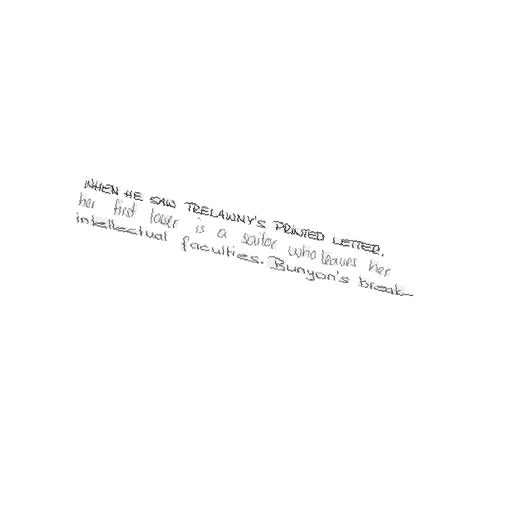 WHEN HE SAW TRELAWNY'S PRINTED LETTER,
her first lover is a sailor who leaves her
intellectual faculties. Bunyan's break-